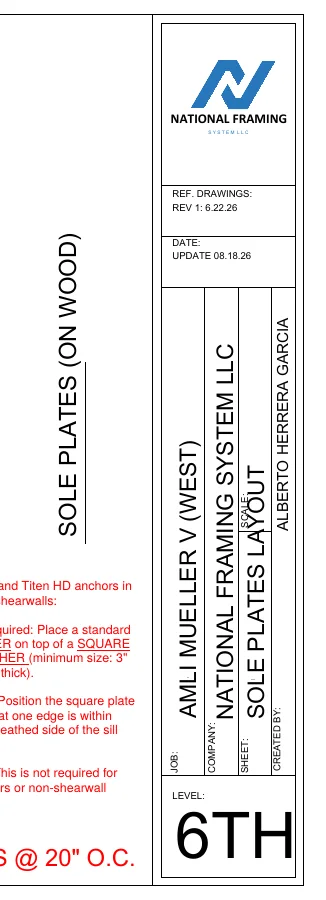 SOLE PLATES (ON WOOD)
and Titen HD anchors in
shearwalls:
Place a standard
on top of a SQUARE
(minimum size: 3"
thick).
Position the square plate
at one edge is within
side of the sill
This is not required for
or non-shearwall
@ 20" O.C.
NATIONAL FRAMING
SYSTEM LLC
REF. DRAWINGS:
REV 1: 6.22.26
DATE:
UPDATE 08.18.26
JOB:
AMLI MUELLER V (WEST)
COMPANY:
NATIONAL FRAMING SYSTEM LLC
SHEET:
SOLE PLATES LAYOUT
SCALE:
CREATED BY:
ALBERTO HERRERA GARCIA
LEVEL:
6TH